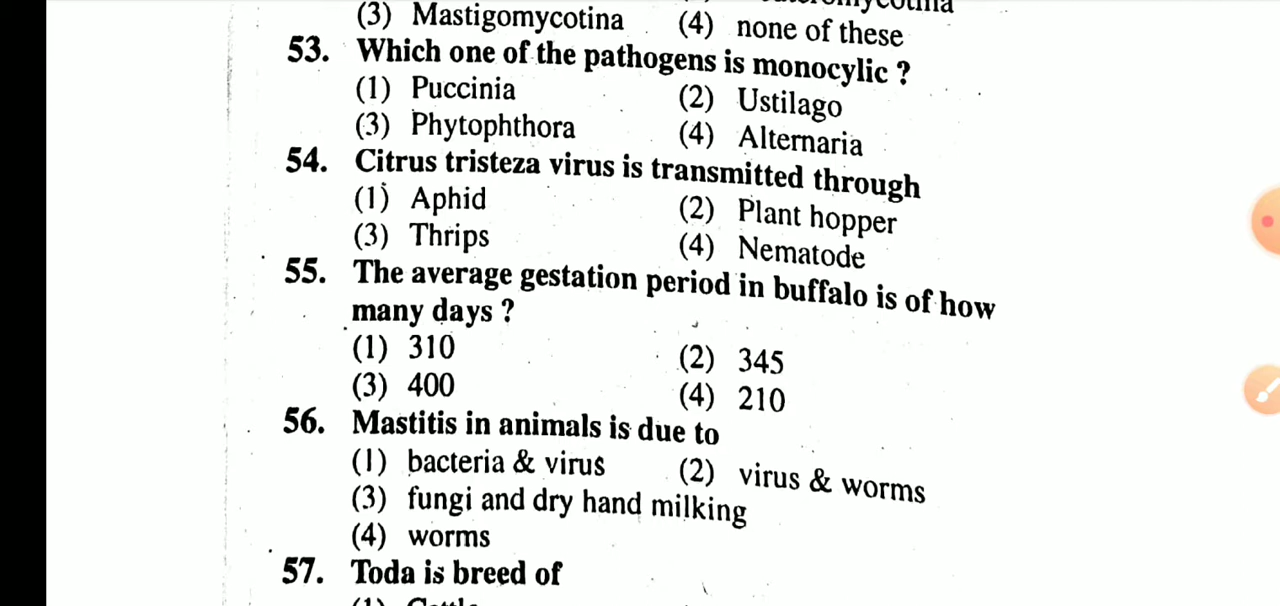 (3) Mastigomycotina (4) none of these
53. Which one of the pathogens is monocylic ?
(1) Puccinia (2) Ustilago
(3) Phytophthora (4) Alternaria
54. Citrus tristeza virus is transmitted through
(1) Aphid (2) Plant hopper
(3) Thrips (4) Nematode
55. The average gestation period in buffalo is of how
many days ?
(1) 310 (2) 345
(3) 400 (4) 210
56. Mastitis in animals is due to
(1) bacteria & virus (2) virus & worms
(3) fungi and dry hand milking
(4) worms
57. Toda is breed of